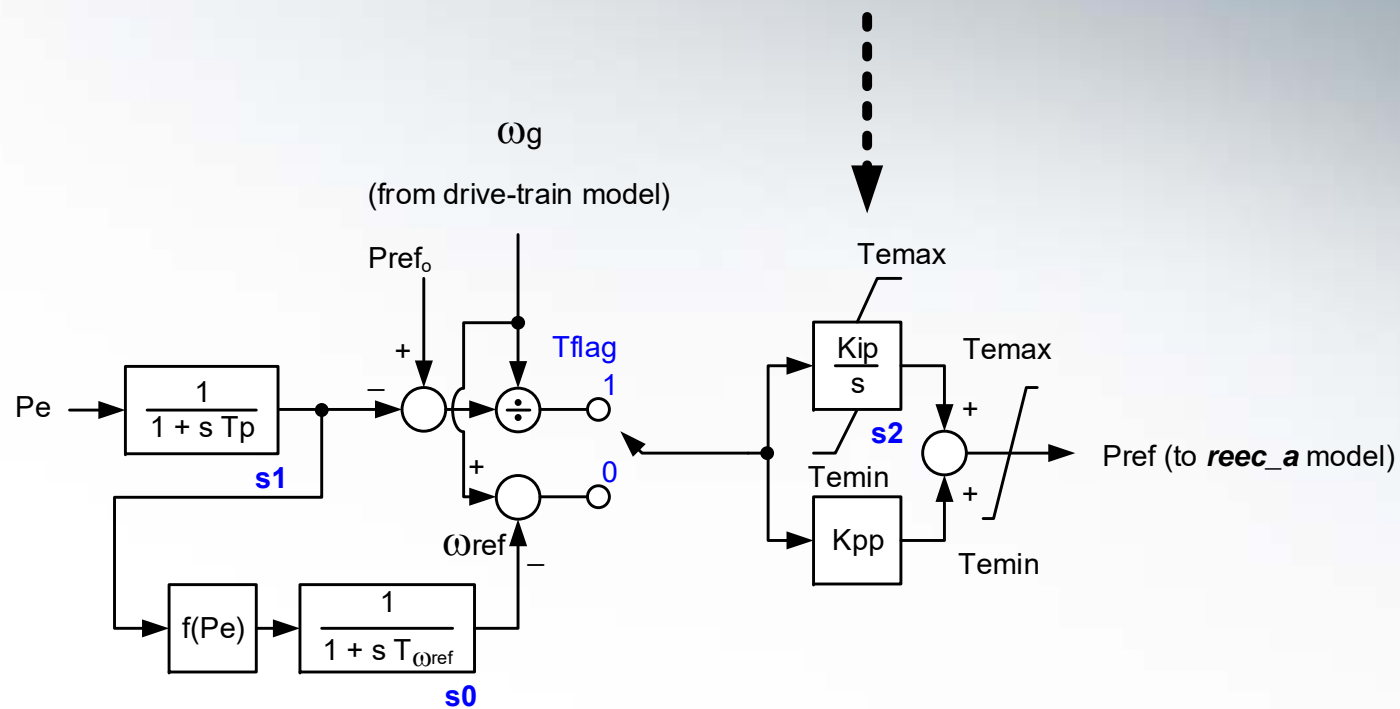 ωg
(from drive-train model)
Prefo
Temax
+
Tflag
1
Kip
s
Temax
Pe
1
1 + s Tp
–
÷
+
s2
Pref (to reec_a model)
s1
+
0
Temin
+
ωref
–
Kpp
Temin
f(Pe)
1
1 + s Tωref
s0